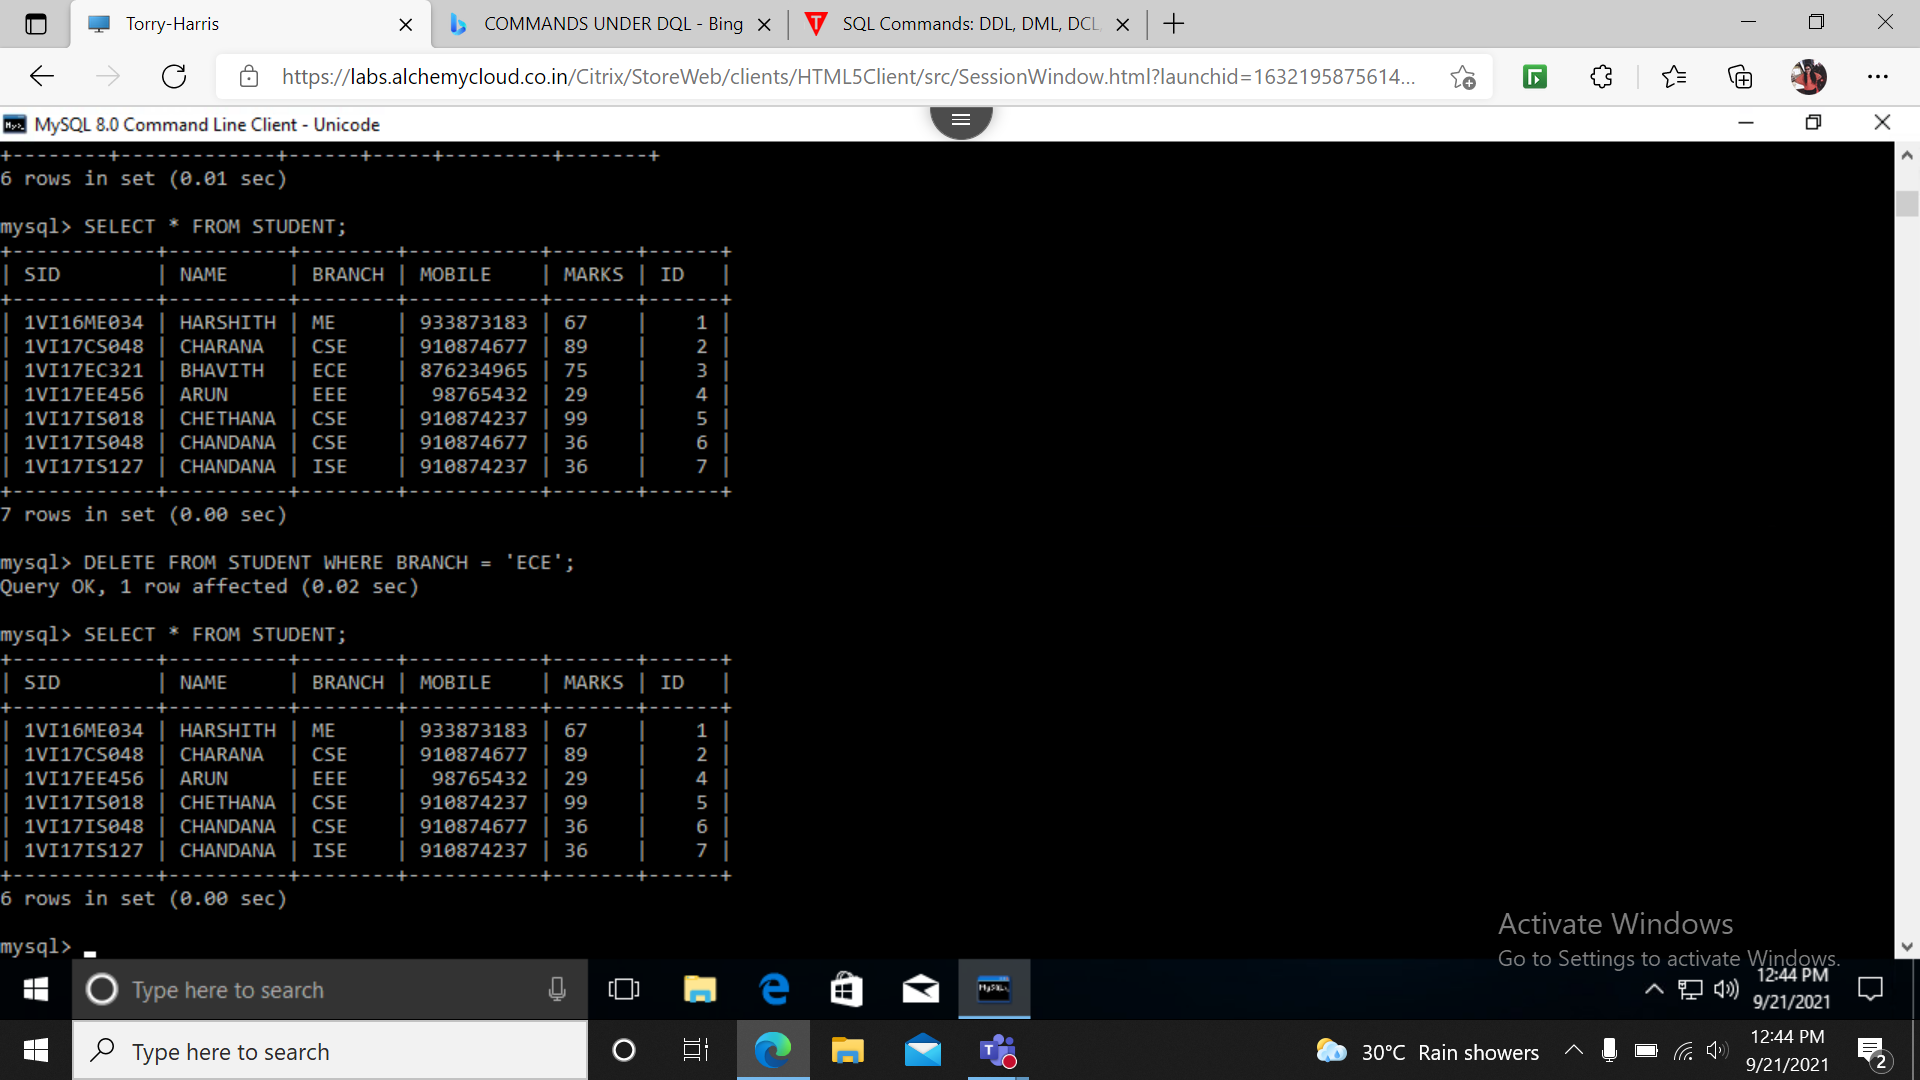 Torry-Harris
COMMANDS UNDER DQL - Bing
SQL Commands: DDL, DML, DCL,
https://labs.alchemycloud.co.in/Citrix/StoreWeb/clients/HTML5Client/src/SessionWindow.html?launchid=1632195875614...
MySQL 8.0 Command Line Client - Unicode
+--------+-------------+------+-----+---------+-------+
6 rows in set (0.01 sec)
mysql> SELECT * FROM STUDENT;
+------------+----------+--------+-----------+-------+------+
| SID        | NAME     | BRANCH | MOBILE    | MARKS | ID   |
+------------+----------+--------+-----------+-------+------+
| 1VI16ME034 | HARSHITH | ME     | 933873183 | 67    |    1 |
| 1VI17CS048 | CHARANA  | CSE    | 910874677 | 89    |    2 |
| 1VI17EC321 | BHAVITH  | ECE    | 876234965 | 75    |    3 |
| 1VI17EE456 | ARUN     | EEE    |  98765432 | 29    |    4 |
| 1VI17IS018 | CHETHANA | CSE    | 910874237 | 99    |    5 |
| 1VI17IS048 | CHANDANA | CSE    | 910874677 | 36    |    6 |
| 1VI17IS127 | CHANDANA | ISE    | 910874237 | 36    |    7 |
+------------+----------+--------+-----------+-------+------+
7 rows in set (0.00 sec)
mysql> DELETE FROM STUDENT WHERE BRANCH = 'ECE';
Query OK, 1 row affected (0.02 sec)
mysql> SELECT * FROM STUDENT;
+------------+----------+--------+-----------+-------+------+
| SID        | NAME     | BRANCH | MOBILE    | MARKS | ID   |
+------------+----------+--------+-----------+-------+------+
| 1VI16ME034 | HARSHITH | ME     | 933873183 | 67    |    1 |
| 1VI17CS048 | CHARANA  | CSE    | 910874677 | 89    |    2 |
| 1VI17EE456 | ARUN     | EEE    |  98765432 | 29    |    4 |
| 1VI17IS018 | CHETHANA | CSE    | 910874237 | 99    |    5 |
| 1VI17IS048 | CHANDANA | CSE    | 910874677 | 36    |    6 |
| 1VI17IS127 | CHANDANA | ISE    | 910874237 | 36    |    7 |
+------------+----------+--------+-----------+-------+------+
6 rows in set (0.00 sec)
mysql> _
Activate Windows
Go to Settings to activate Windows.
Type here to search
12:44 PM
9/21/2021
Type here to search
30°C Rain showers
12:44 PM
9/21/2021
2